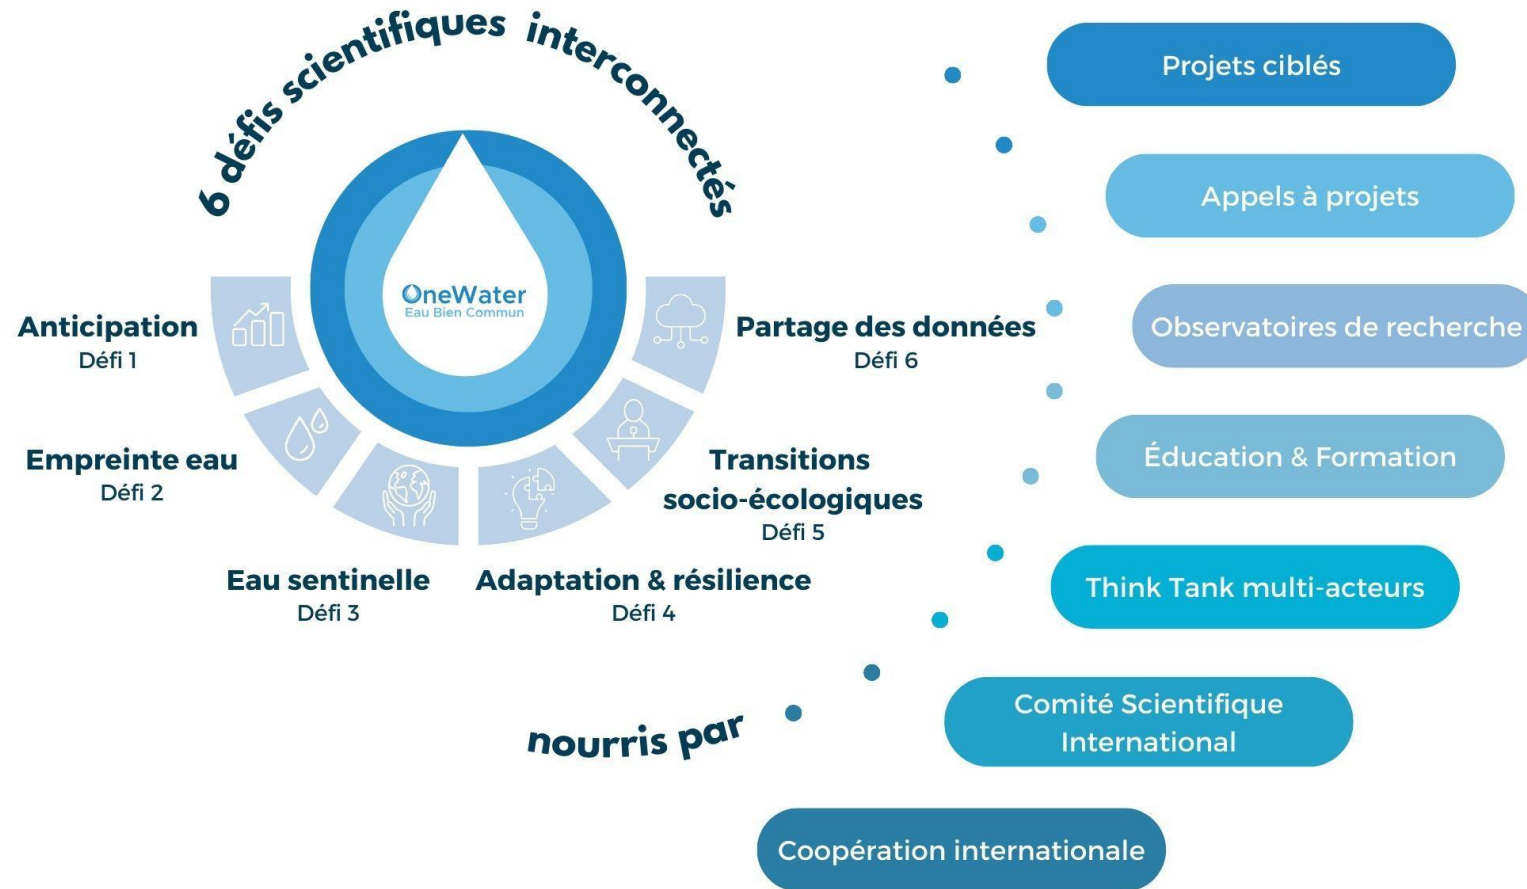 6 défis scientifiques interconnectés
OneWater
Eau Bien Commun
Anticipation
Défi 1
Empreinte eau
Défi 2
Eau sentinelle
Défi 3
Adaptation & résilience
Défi 4
Transitions
socio-écologiques
Défi 5
Partage des données
Défi 6
nourris par
Projets ciblés
Appels à projets
Observatoires de recherche
Éducation & Formation
Think Tank multi-acteurs
Comité Scientifique
International
Coopération internationale